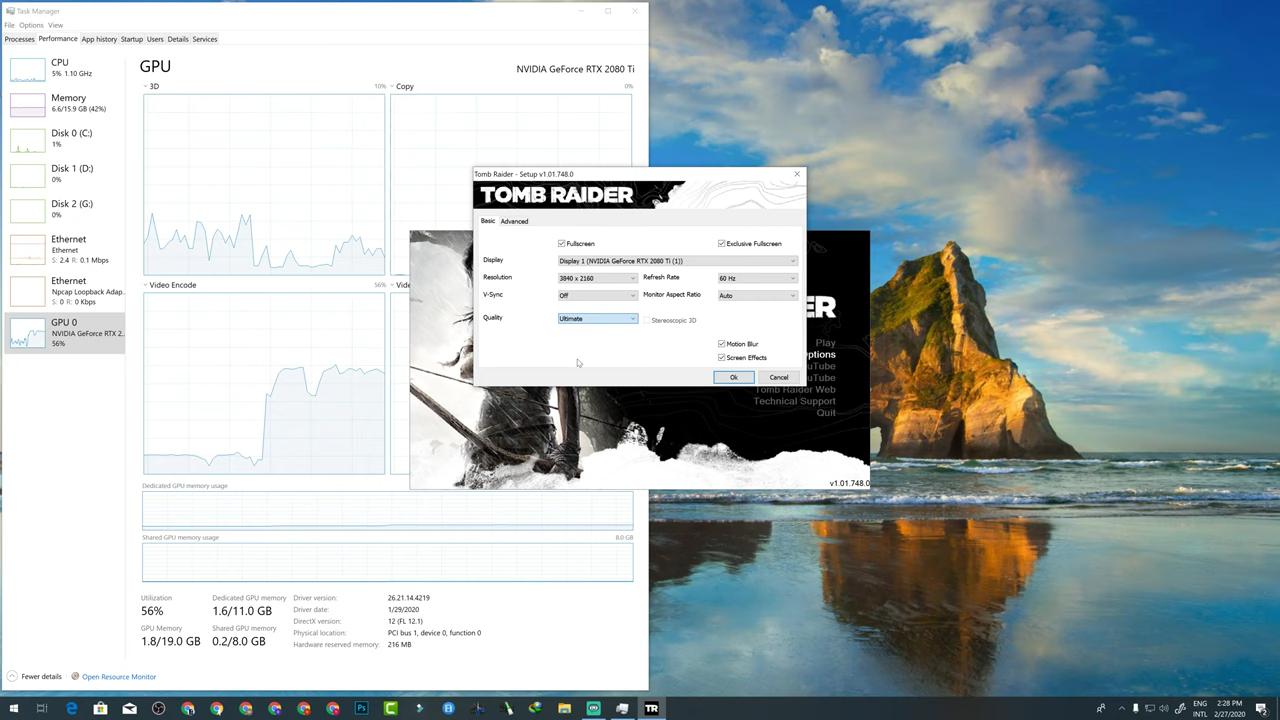 Task Manager
File Options View
Processes Performance App history Startup Users Details Services
CPU
5% 1.10 GHz
Memory
6.6/15.9 GB (42%)
Disk 0 (C:)
1%
Disk 1 (D:)
0%
Disk 2 (G:)
0%
Ethernet
Ethernet
S: 2.4 R: 0.1 Mbps
Ethernet
Npcap Loopback Adap...
S: 0 R: 0 Kbps
GPU 0
NVIDIA GeForce RTX 2...
56%
GPU
NVIDIA GeForce RTX 2080 Ti
3D 10%
Copy 0%
Video Encode 56%
Dedicated GPU memory usage
Shared GPU memory usage 8.0 GB
Utilization
56%
Dedicated GPU memory
1.6/11.0 GB
GPU Memory
1.8/19.0 GB
Shared GPU memory
0.2/8.0 GB
Driver version: 26.21.14.4219
Driver date: 1/29/2020
DirectX version: 12 (FL 12.1)
Physical location: PCI bus 1, device 0, function 0
Hardware reserved memory: 216 MB
Fewer details Open Resource Monitor
Tomb Raider - Setup v1.01.748.0
TOMB RAIDER
Basic Advanced
Fullscreen Exclusive Fullscreen
Display Display 1 (NVIDIA GeForce RTX 2080 Ti (1))
Resolution 3840 x 2160 Refresh Rate 60 Hz
V-Sync Off Monitor Aspect Ratio Auto
Quality Ultimate Stereoscopic 3D
Motion Blur
Screen Effects
Ok Cancel
Play
ptions
uTube
uTube
Tomb Raider Web
Technical Support
Quit
v1.01.748.0
Ps
TR
ENG
INTL
2:28 PM
2/27/2020